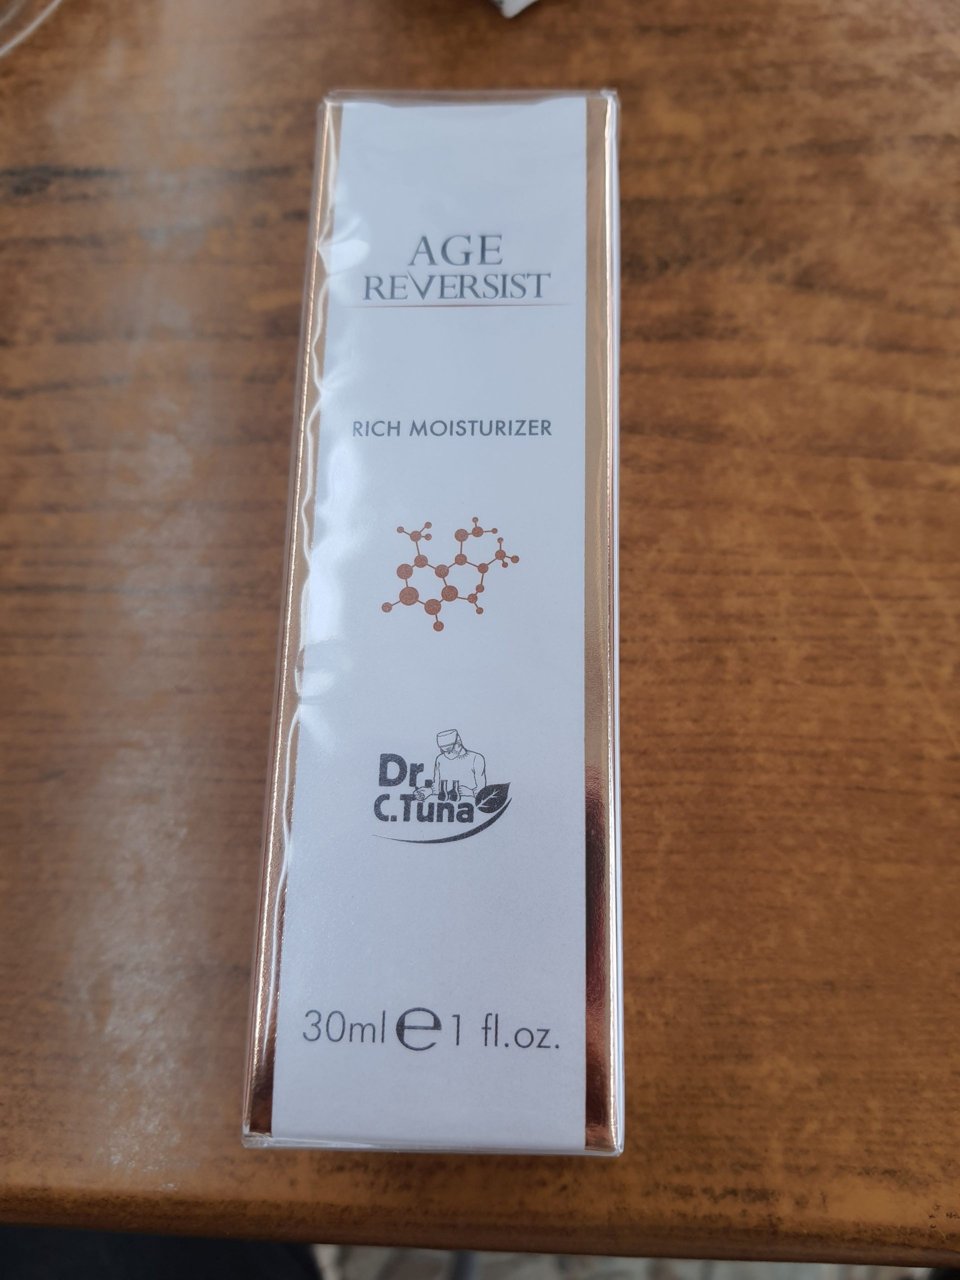 AGE
REVERSIST
RICH MOISTURIZER
Dr.
C.Tuna
30ml e 1 fl.oz.